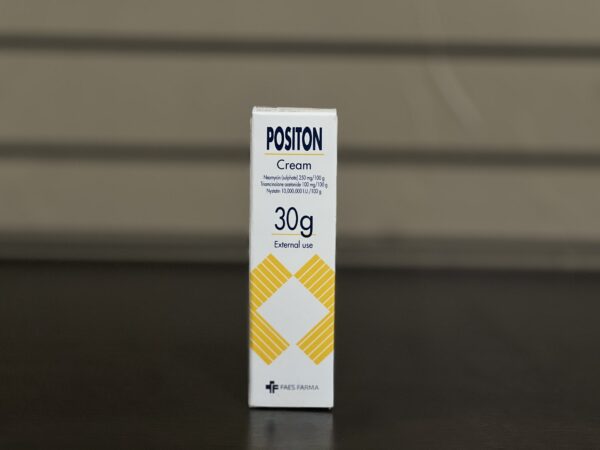 POSITON
Cream
Neomycin (sulphate) 250 mg/100 g
Triamcinolone acetonide 100 mg/100 g
Nystatin 10,000,000 I.U./100 g
30g
External use
FAES FARMA